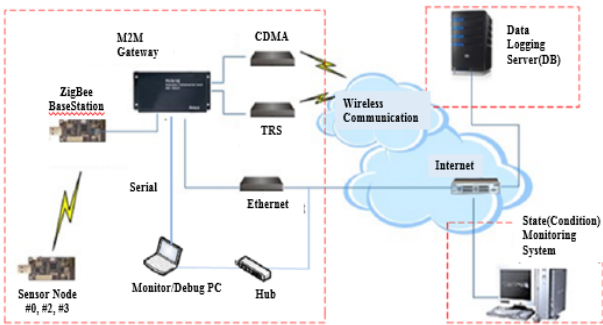 M2M
Gateway
CDMA
Data
Logging
Server(DB)
ZigBee
BaseStation
TRS
Wireless
Communication
Internet
Serial
Ethernet
State(Condition)
Monitoring
System
Sensor Node
#0, #2, #3
Monitor/Debug PC
Hub